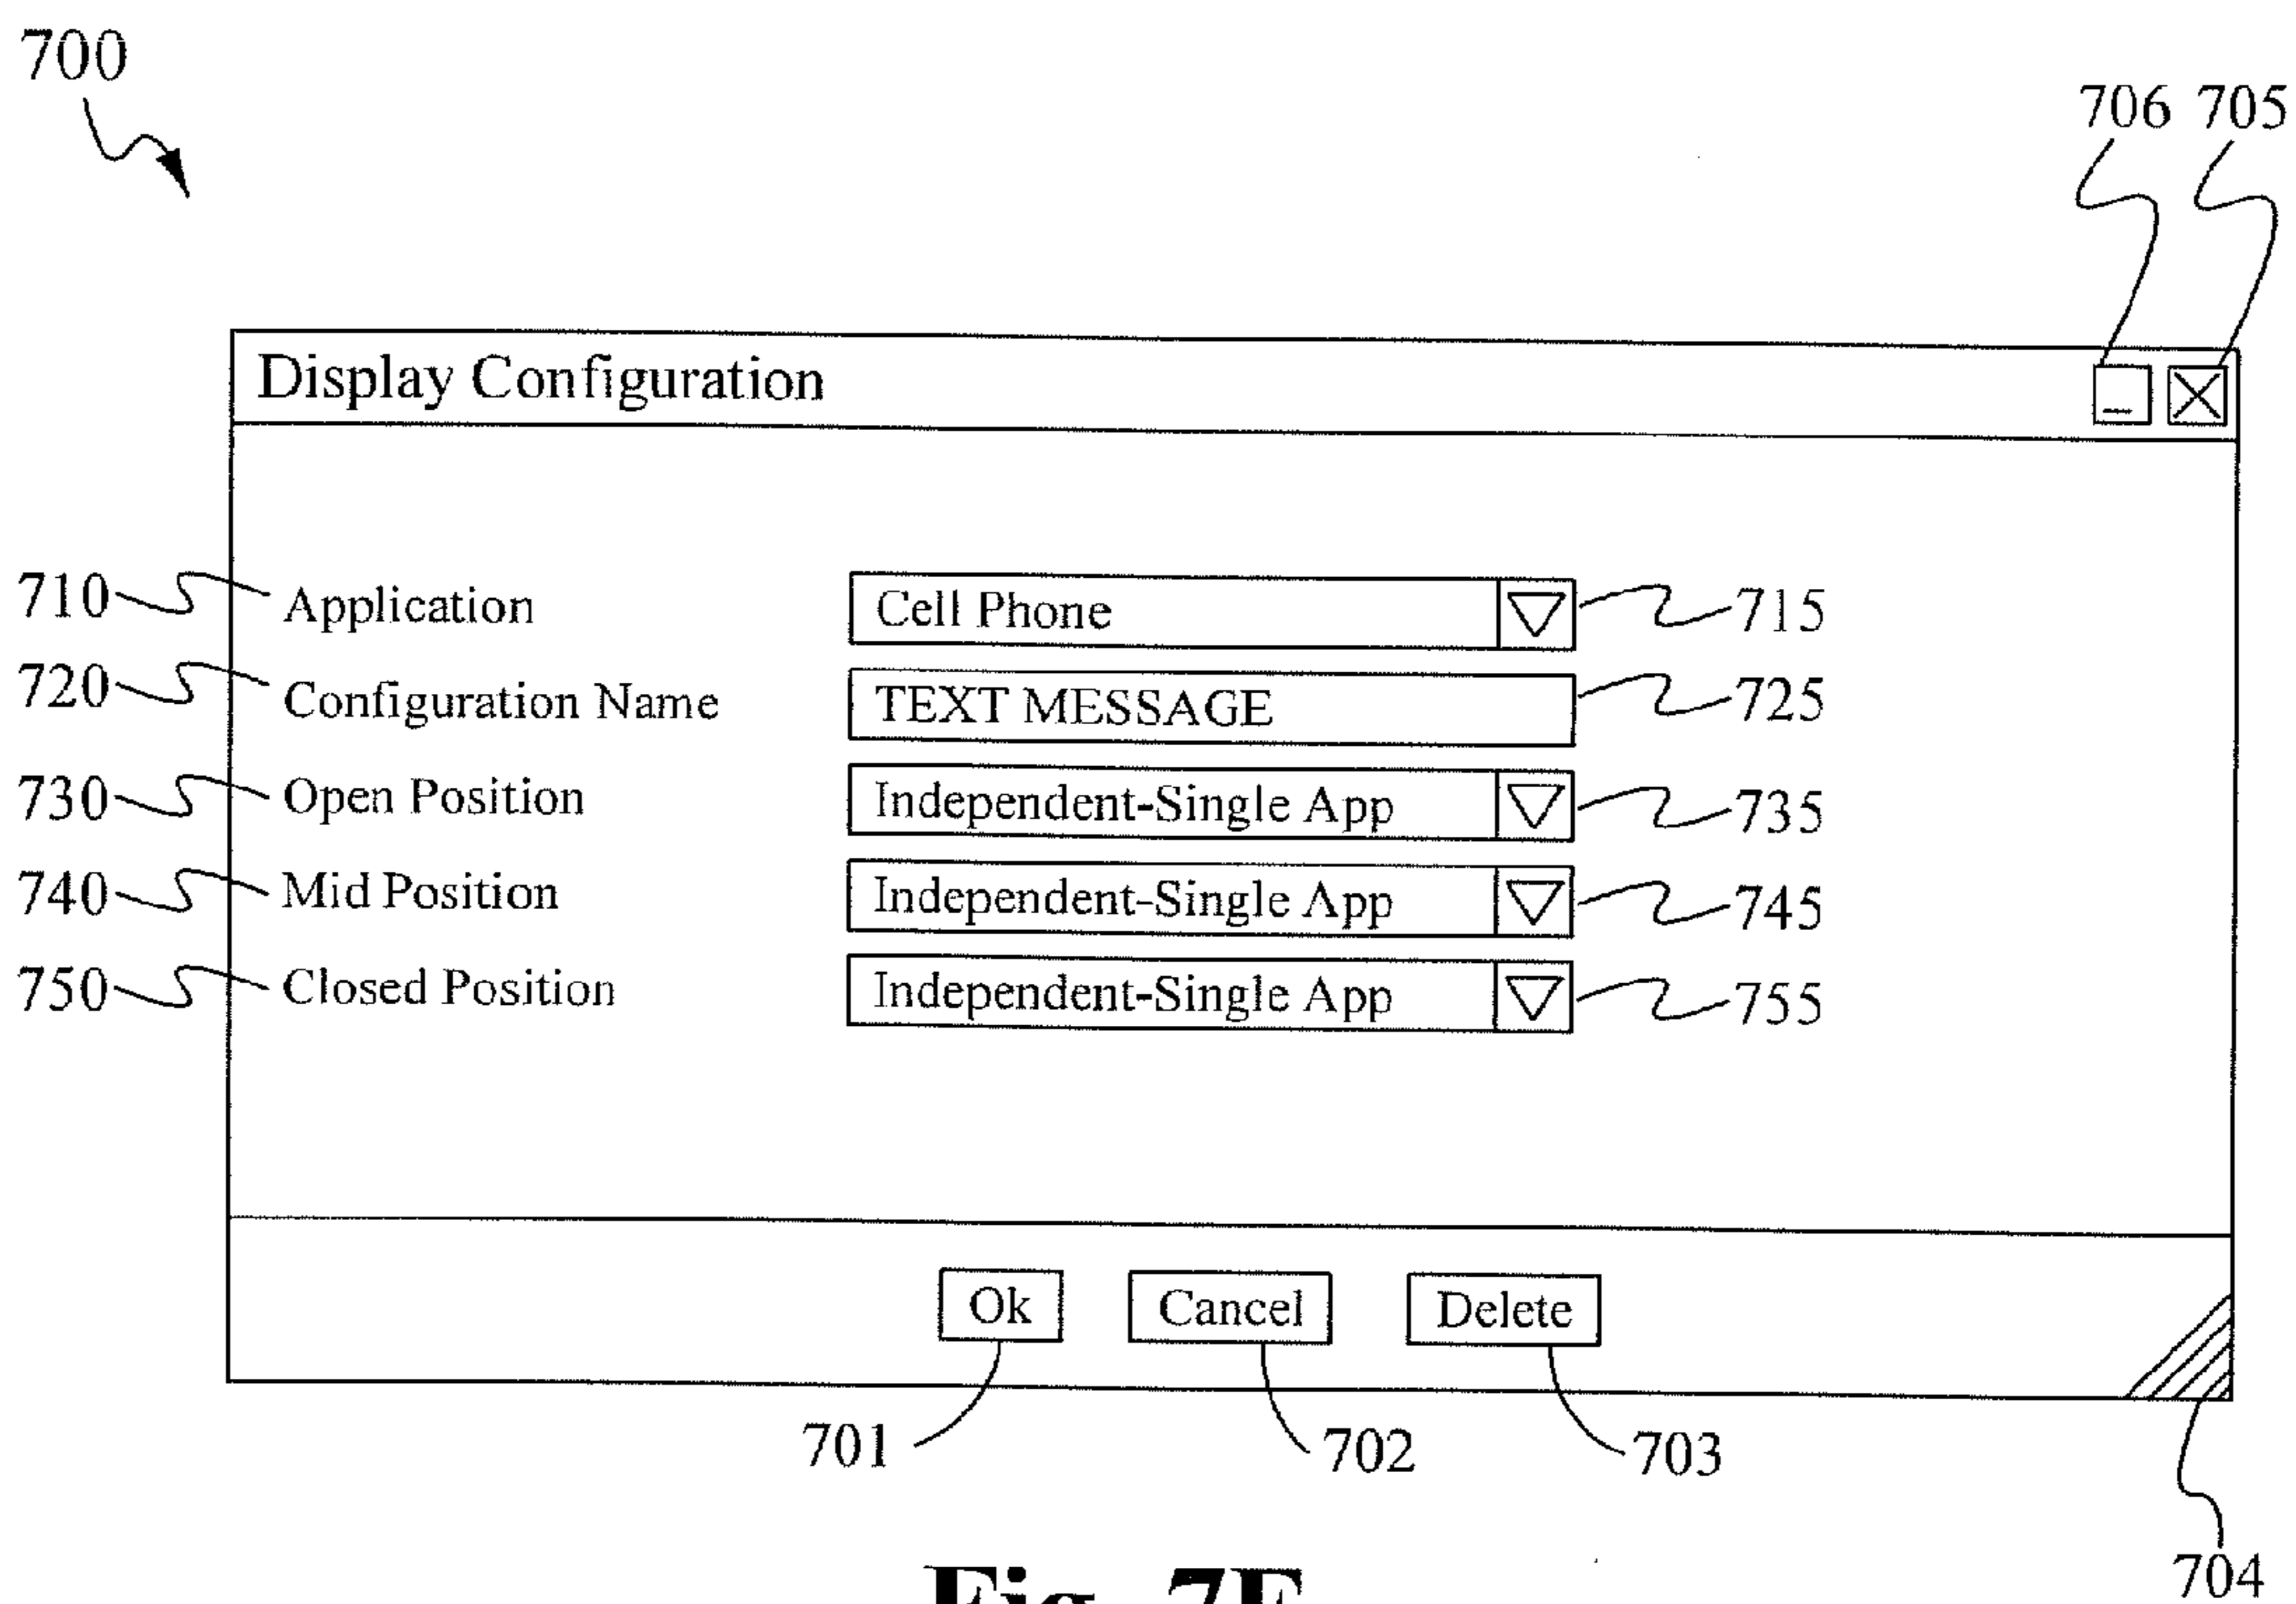 700
706 705
Display Configuration
710 Application Cell Phone 715
720 Configuration Name TEXT MESSAGE 725
730 Open Position Independent-Single App 735
740 Mid Position Independent-Single App 745
750 Closed Position Independent-Single App 755
Ok Cancel Delete
701 702 703
704